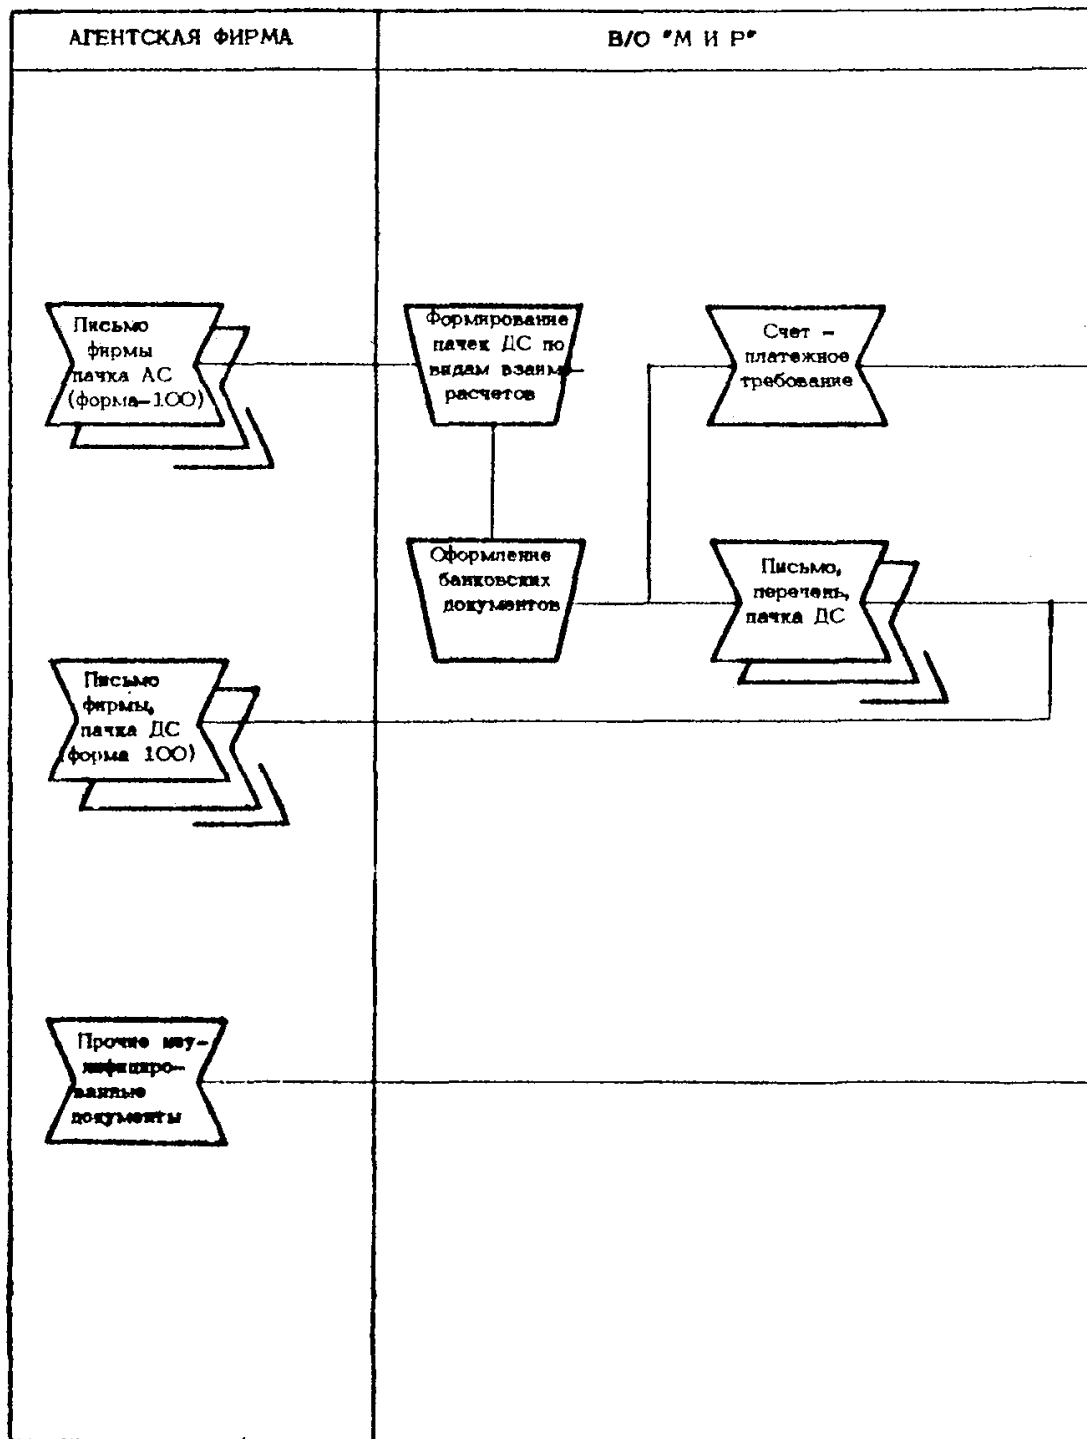 АГЕНТСКАЯ ФИРМА
В/О "М И Р"
Письмо
фирмы
пачка АС
(форма-100)
Формирование
пачек ДС по
видам взаимо-
расчетов
Счет -
платежное
требование
Оформление
банковских
документов
Письмо,
перечень,
пачка ДС
Письмо
фирмы,
пачка ДС
(форма 100)
Прочие неу-
нифициро-
ванные
документы